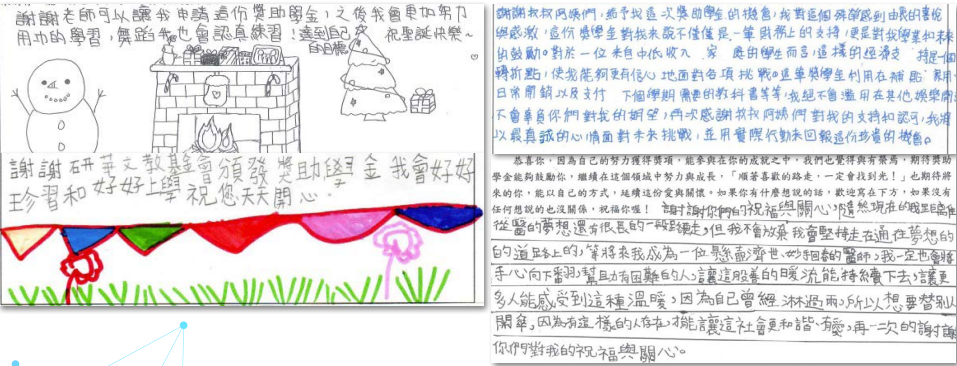 謝謝老師可以讓我申請這份獎助學金,之後我會更加努力
用功的學習,舞蹈我也會認真練習!達到自己
的目標
祝聖誕快樂~
謝謝研華文教基金會頒發獎助學金 我會好好
珍習和好好上學祝您天天開心.
謝謝叔叔阿姨們,給予我這次獎助學金的機會,我對這個殊榮感到由衷的喜悅
與感激,這份獎學金對我來說不僅僅是一筆財務上的支持,更是對我學業和未來
的鼓勵。對於一位來自中低收入 家 庭的學生而言,這樣的經濟支 持是個
轉折點,使我能夠更有信心地面對各項挑戰。這筆獎學金利用在補貼 家用
日常開銷以及支付 下個學期 需要的教科書等等,我絕不會濫用在其他娛樂開
不會辜負你們對我的期望,再次感謝叔叔阿姨們對我的支持和認可,我將
以最真誠的心情面對未來挑戰,並用實際行動來回報這份珍貴的機會。
恭喜你,因為自己的努力獲得獎項,能參與在你的成就之中,我們也覺得與有榮焉,期待獎助
學金能夠鼓勵你,繼續在這個領域中努力與成長,「順著喜歡的路走,一定會找到光!」也期待將
來的你,能以自己的方式,延續這份愛與關懷。如果你有什麼想說的話,歡迎寫在下方,如果沒有
任何想說的也沒關係,祝福你喔! 謝謝你們的祝福與關心,雖然現在的我距離
從醫的夢想還有很長的一段路要走,但我不會放棄我會堅持走在通往夢想的
的道路上的,等將來我成為一位懸壺濟世、妙手回春的醫師,我一定也會將
手心向下翻,幫助有困難的人,讓這股善的暖流能持續下去,讓更
多人能感受到這種溫暖,因為自己曾經淋過雨,所以想要替別人
開傘,因為有這樣的人存在,才能讓這社會更和諧、有愛,再一次的謝謝
你們對我的祝福與關心。